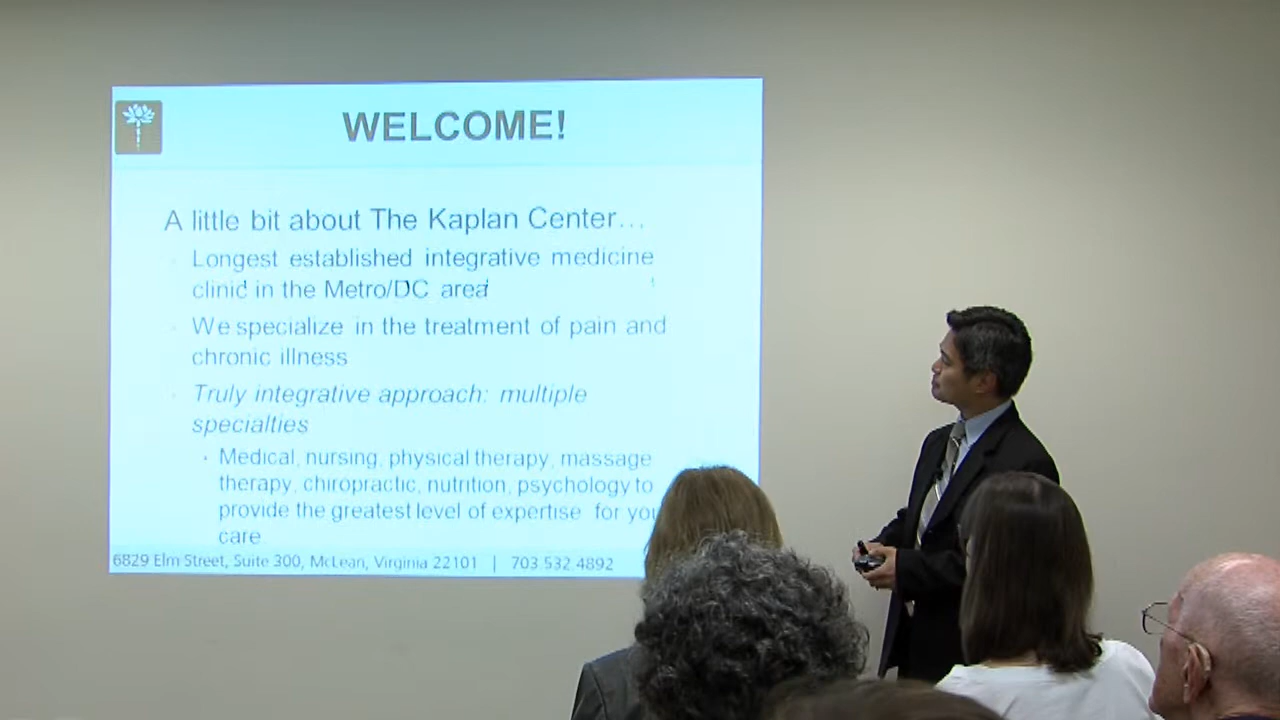 WELCOME!
A little bit about The Kaplan Center...
Longest established integrative medicine
clinic in the Metro/DC area
We specialize in the treatment of pain and
chronic illness
Truly integrative approach: multiple
specialties
Medical, nursing, physical therapy, massage
therapy, chiropractic, nutrition, psychology to
provide the greatest level of expertise for you
care
6829 Elm Street, Suite 300, McLean, Virginia 22101 | 703.532.4892